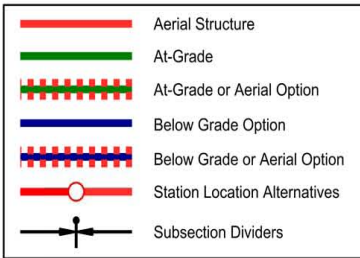 Aerial Structure
At-Grade
At-Grade or Aerial Option
Below Grade Option
Below Grade or Aerial Option
Station Location Alternatives
Subsection Dividers